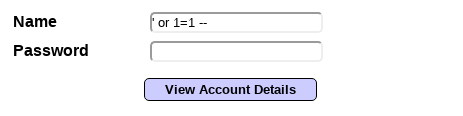 Name ' or 1=1 --
Password
View Account Details